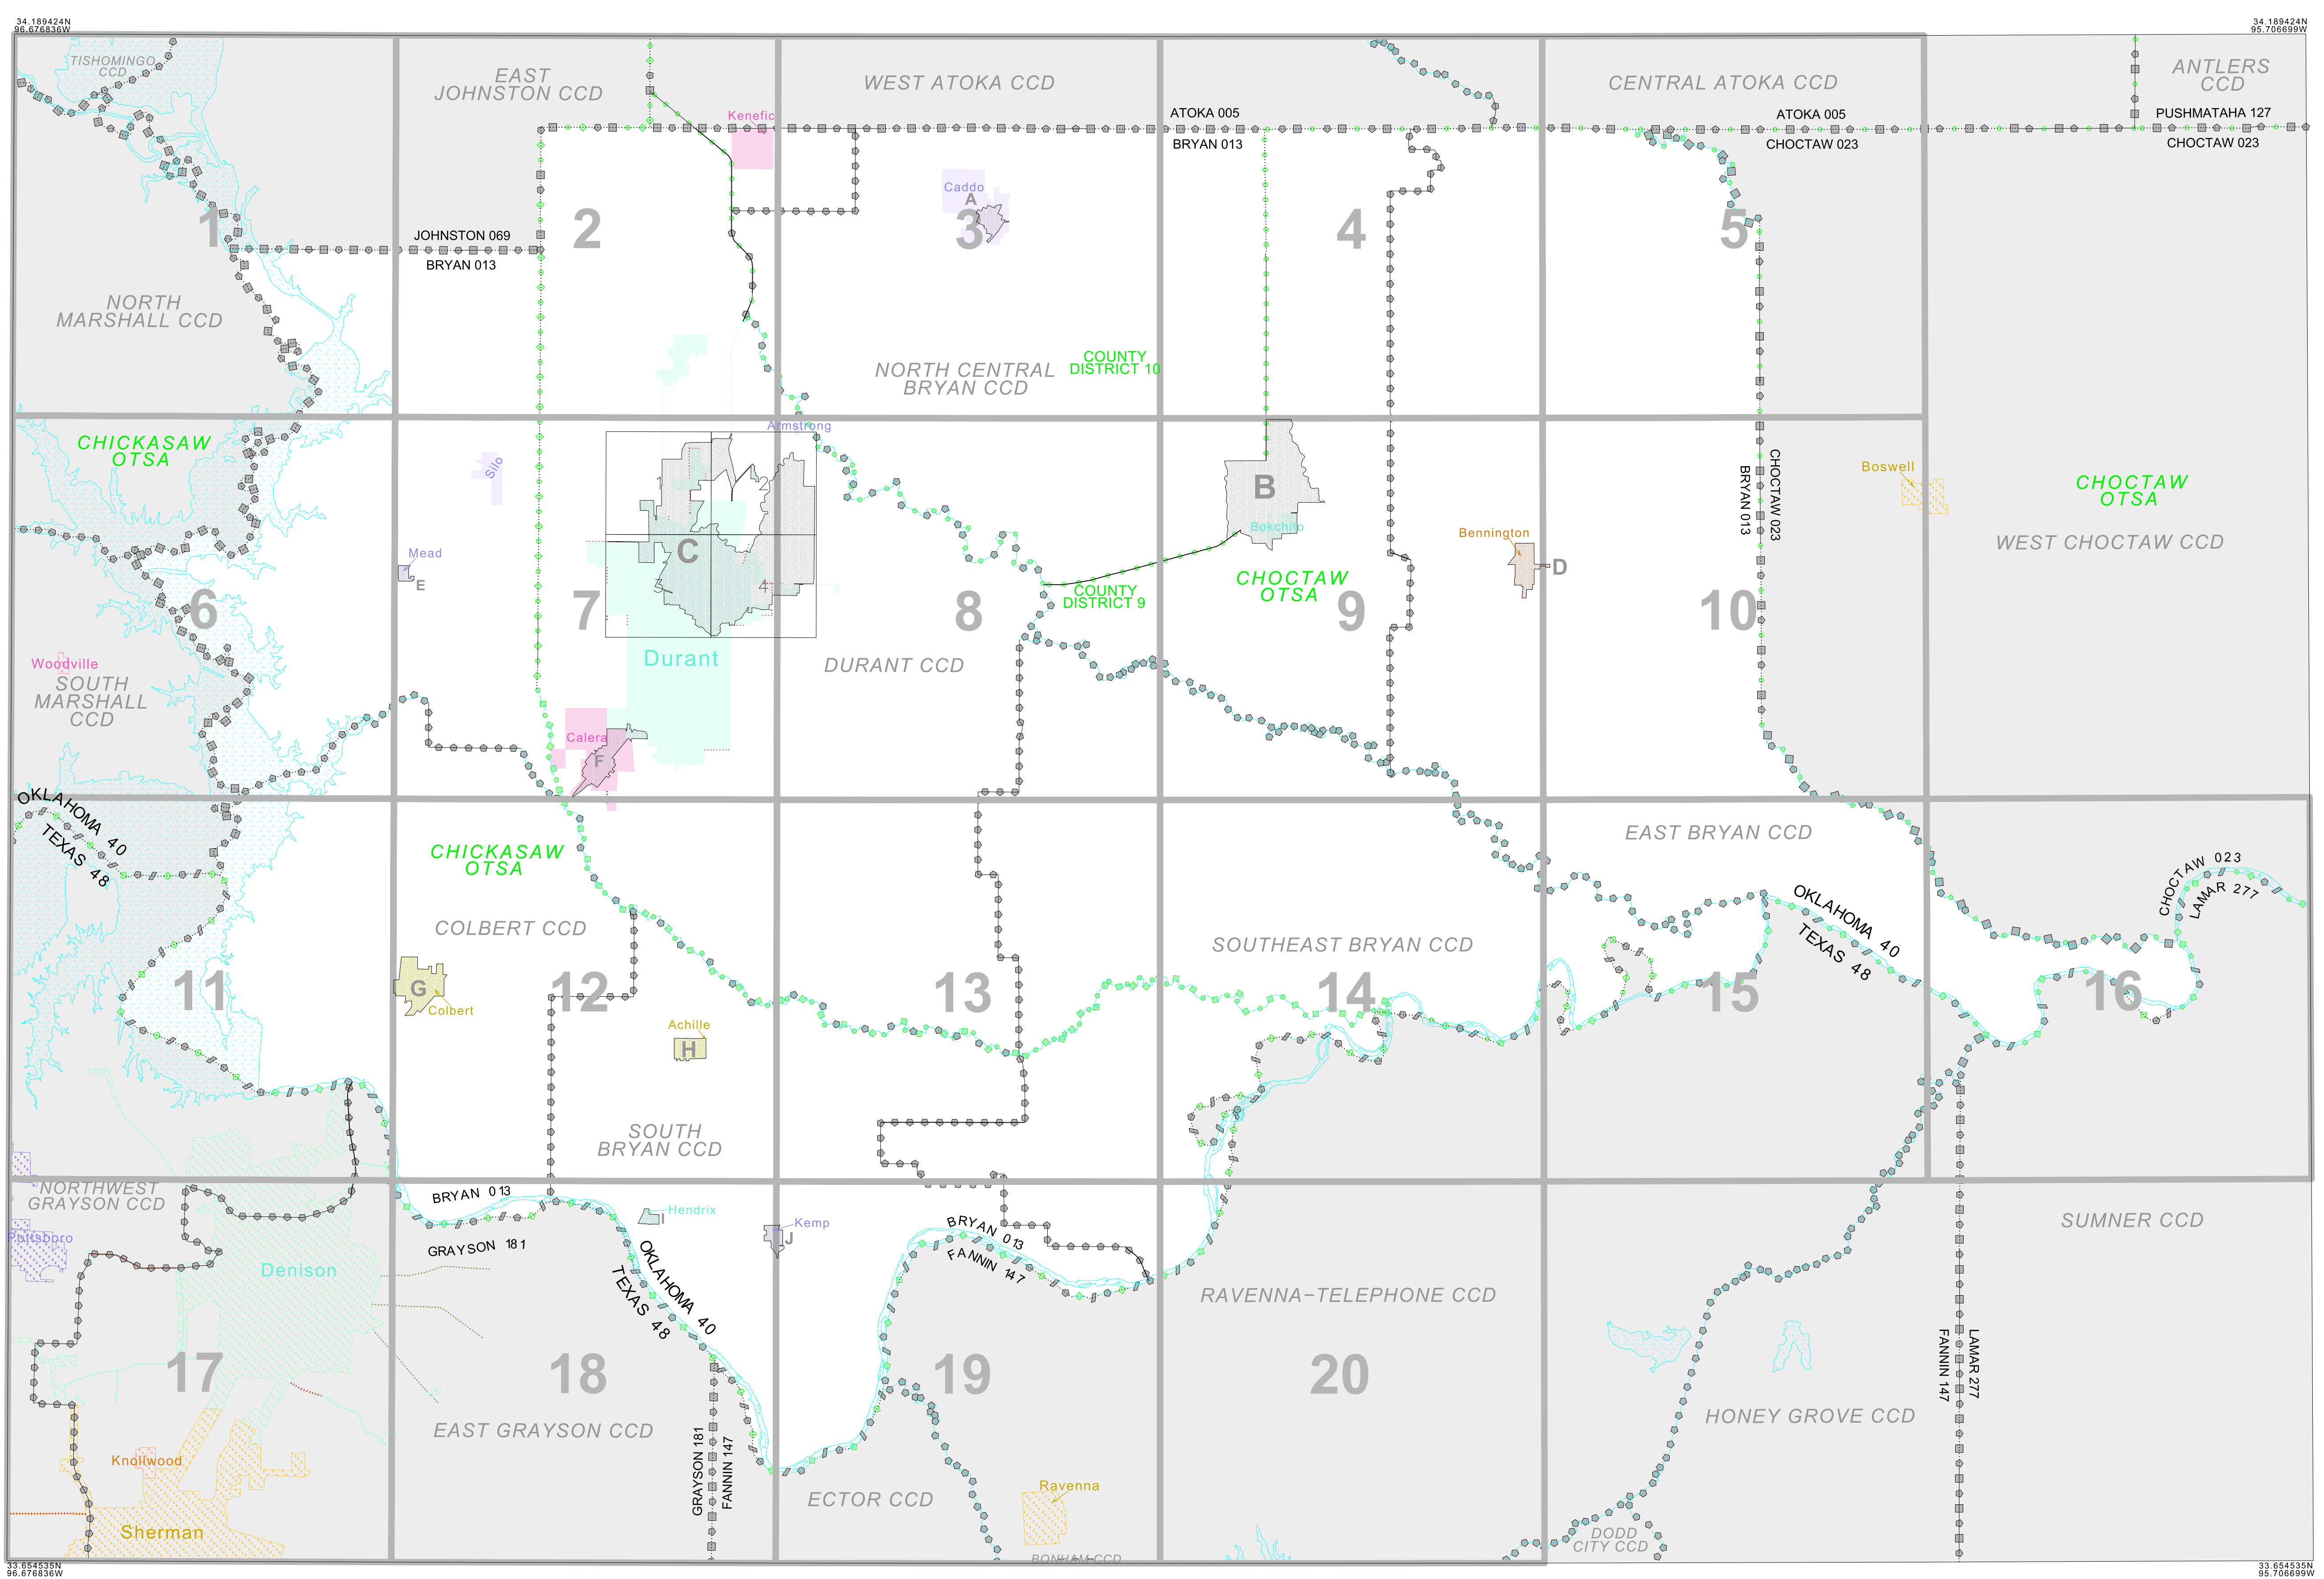 34.189424N
96.676836W
34.189424N
95.706699W
TISHOMINGO
CCD
EAST
JOHNSTON CCD
WEST ATOKA CCD
CENTRAL ATOKA CCD
ANTLERS
CCD
Kenefic
ATOKA 005
BRYAN 013
ATOKA 005
CHOCTAW 023
PUSHMATAHA 127
CHOCTAW 023
Caddo
A
1
2
3
4
5
JOHNSTON 069
BRYAN 013
NORTH
MARSHALL CCD
NORTH CENTRAL
BRYAN CCD
COUNTY
DISTRICT 10
CHICKASAW
OTSA
Silo
Armstrong
1
2
B
Bokchito
CHOCTAW 023
BRYAN 013
Boswell
CHOCTAW
OTSA
WEST CHOCTAW CCD
Mead
E
C
3
4
Bennington
D
COUNTY
DISTRICT 9
CHOCTAW
OTSA
6
7
8
9
10
Woodville
SOUTH
MARSHALL
CCD
Durant
DURANT CCD
Calera
F
OKLAHOMA 40
TEXAS 48
CHICKASAW
OTSA
EAST BRYAN CCD
COLBERT CCD
SOUTHEAST BRYAN CCD
OKLAHOMA 40
TEXAS 48
CHOCTAW 023
LAMAR 277
11
G
Colbert
12
13
14
15
16
Achille
H
SOUTH
BRYAN CCD
NORTHWEST
GRAYSON CCD
BRYAN 013
GRAYSON 181
Hendrix
I
Kemp
J
BRYAN 013
FANNIN 147
SUMNER CCD
Pottsboro
Denison
OKLAHOMA 40
TEXAS 48
RAVENNA-TELEPHONE CCD
17
18
19
20
LAMAR 277
FANNIN 147
EAST GRAYSON CCD
HONEY GROVE CCD
GRAYSON 181
FANNIN 147
Knollwood
Sherman
ECTOR CCD
Ravenna
BONHAM CCD
DODD
CITY CCD
33.654535N
96.676836W
33.654535N
95.706699W